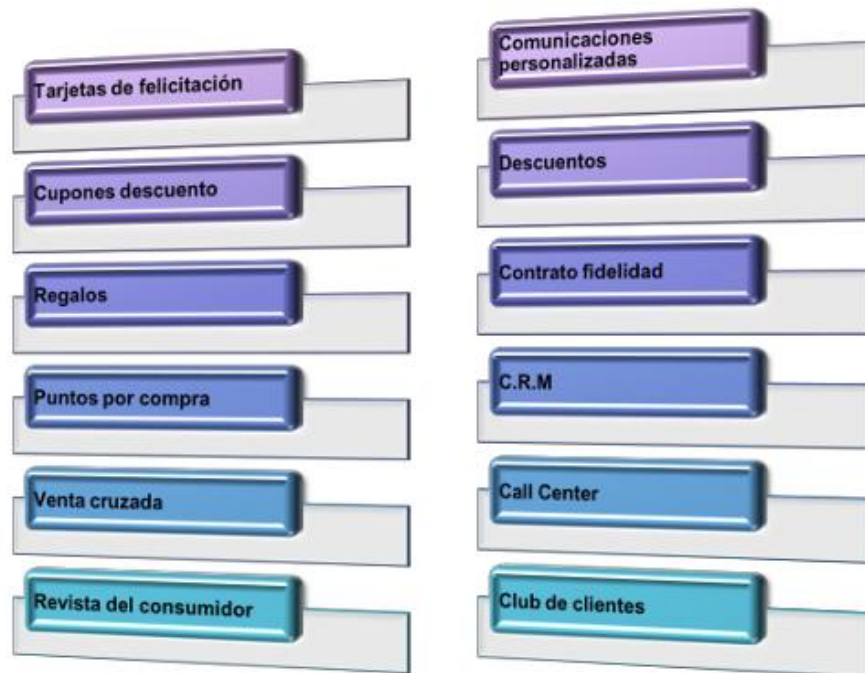 Tarjetas de felicitación
Cupones descuento
Regalos
Puntos por compra
Venta cruzada
Revista del consumidor
Comunicaciones
personalizadas
Descuentos
Contrato fidelidad
C.R.M
Call Center
Club de clientes